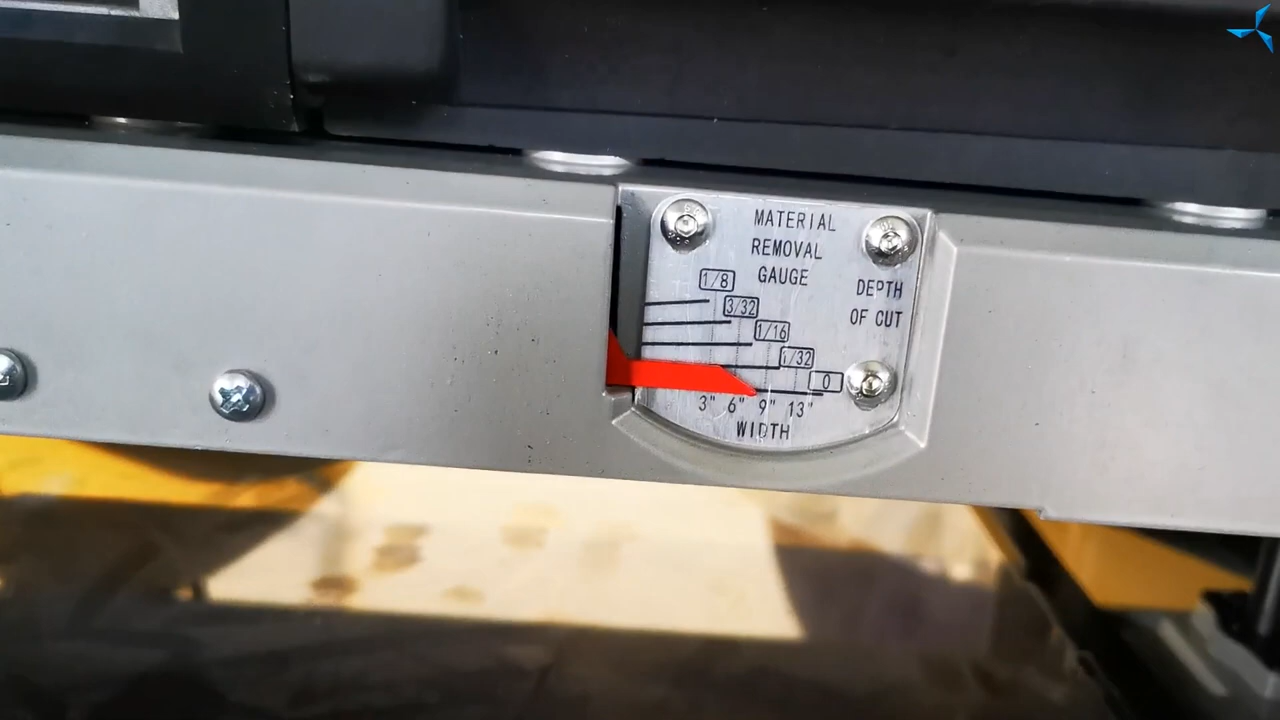 MATERIAL
REMOVAL
GAUGE
DEPTH
OF CUT
1/8
3/32
1/16
1/32
0
3" 6" 9" 13"
WIDTH